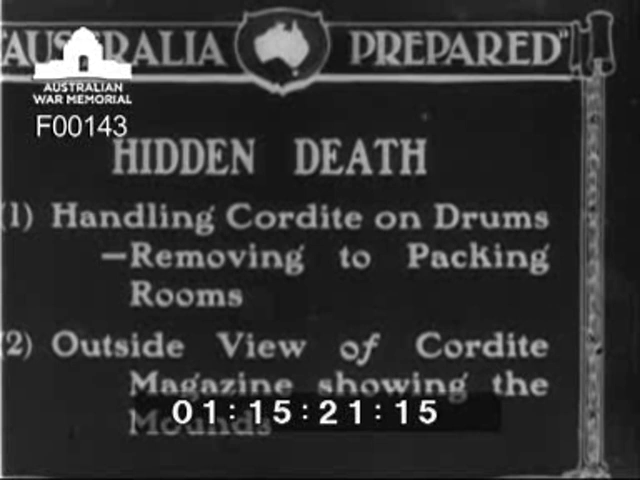 "AUSTRALIA PREPARED"
AUSTRALIAN
WAR MEMORIAL
F00143
HIDDEN DEATH
(1) Handling Cordite on Drums
—Removing to Packing
Rooms
(2) Outside View of Cordite
Magazine showing the
Mounds
01:15:21:15